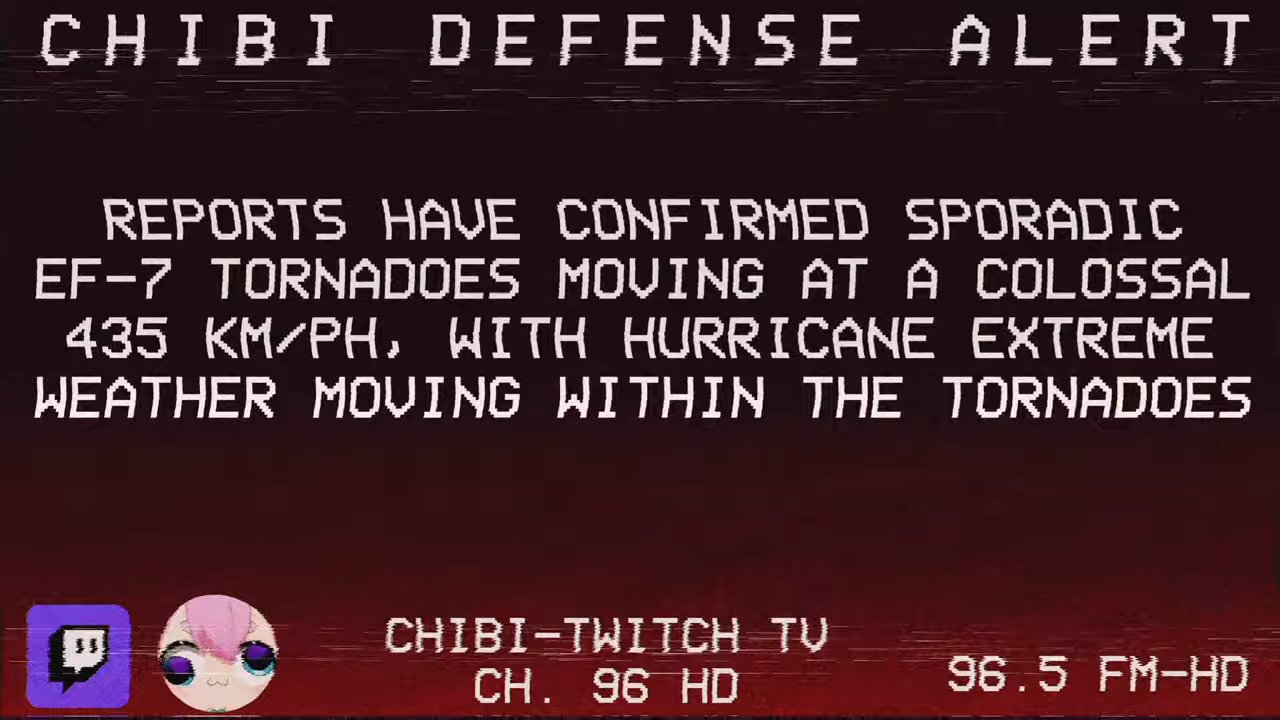 CHIBI DEFENSE ALERT
REPORTS HAVE CONFIRMED SPORADIC
EF-7 TORNADOES MOVING AT A COLOSSAL
435 KM/PH, WITH HURRICANE EXTREME
WEATHER MOVING WITHIN THE TORNADOES
CHIBI-TWITCH TV
CH. 96 HD
96.5 FM-HD